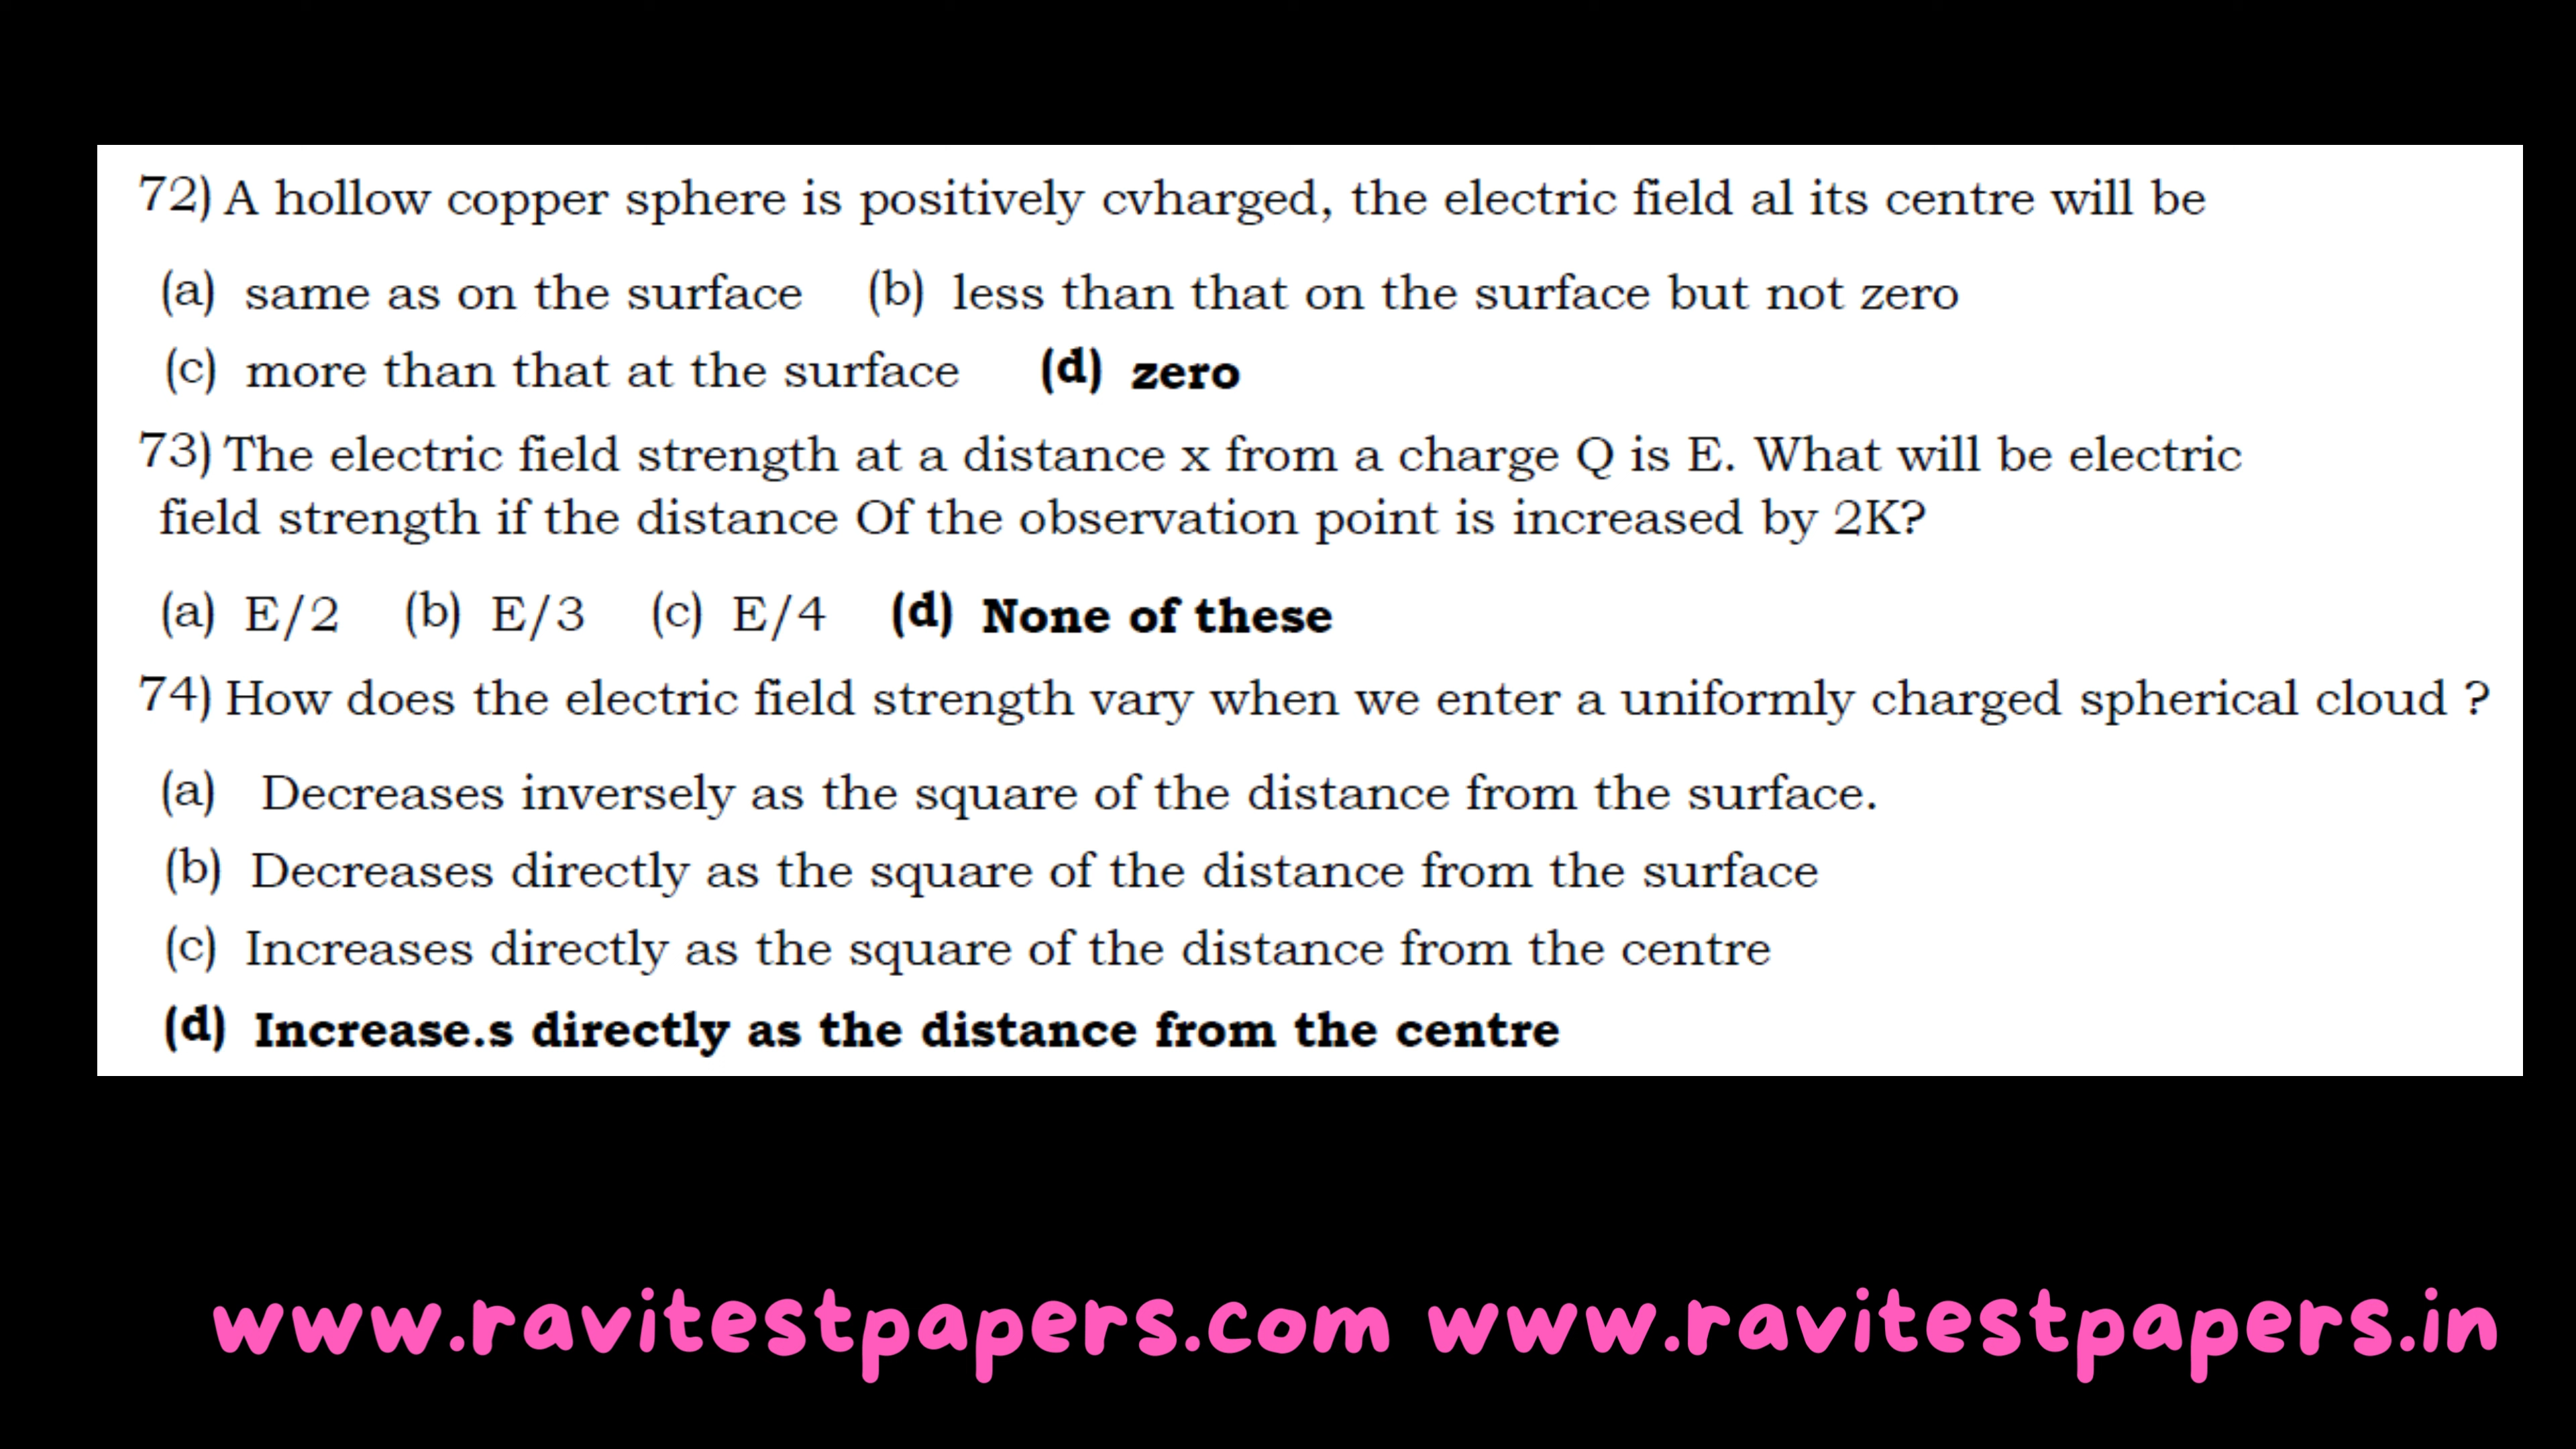 72) A hollow copper sphere is positively cvharged, the electric field al its centre will be
(a) same as on the surface (b) less than that on the surface but not zero
(c) more than that at the surface (d) zero
73) The electric field strength at a distance x from a charge Q is E. What will be electric
field strength if the distance Of the observation point is increased by 2K?
(a) E/2 (b) E/3 (c) E/4 (d) None of these
74) How does the electric field strength vary when we enter a uniformly charged spherical cloud ?
(a) Decreases inversely as the square of the distance from the surface.
(b) Decreases directly as the square of the distance from the surface
(c) Increases directly as the square of the distance from the centre
(d) Increase.s directly as the distance from the centre
www.ravitestpapers.com www.ravitestpapers.in